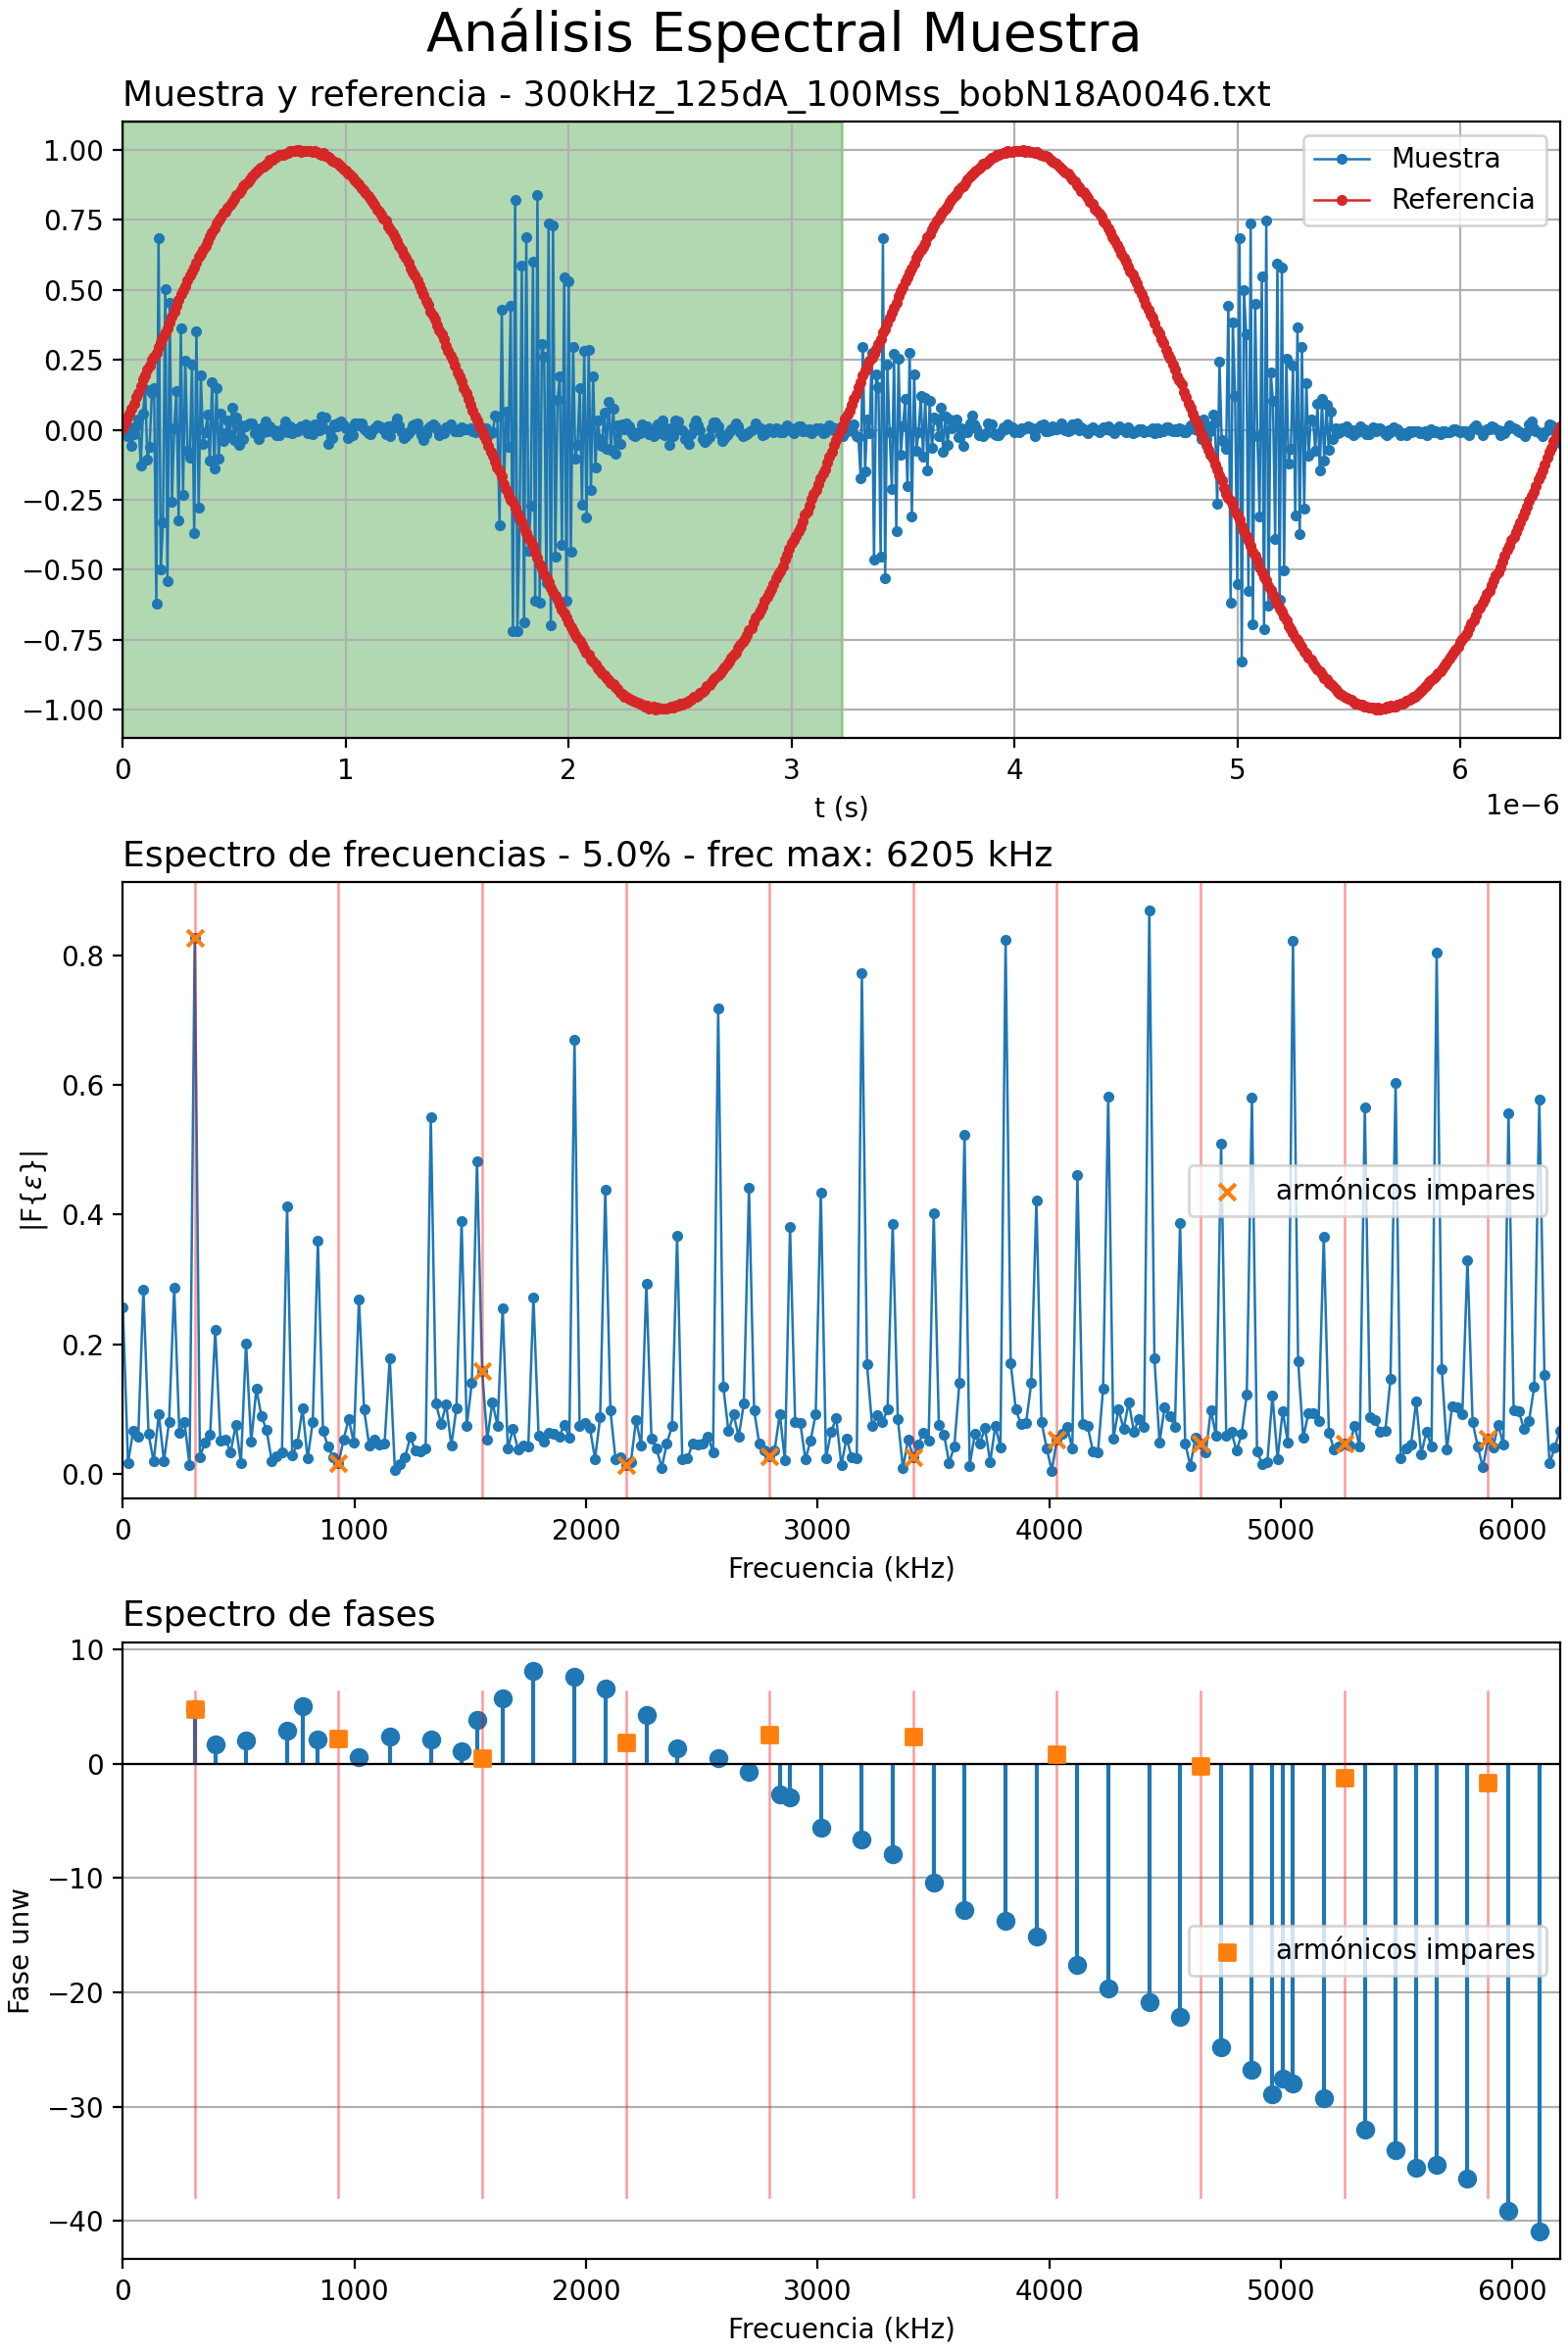 Análisis Espectral Muestra
Muestra y referencia - 300kHz_125dA_100Mss_bobN18A0046.txt
1.00
0.75
0.50
0.25
0.00
−0.25
−0.50
−0.75
−1.00
Muestra
Referencia
0 1 2 3 4 5 6
t (s)
1e−6
Espectro de frecuencias - 5.0% - frec max: 6205 kHz
|F{ε}|
0.8
0.6
0.4
0.2
0.0
armónicos impares
0 1000 2000 3000 4000 5000 6000
Frecuencia (kHz)
Espectro de fases
Fase unw
10
0
−10
−20
−30
−40
armónicos impares
0 1000 2000 3000 4000 5000 6000
Frecuencia (kHz)